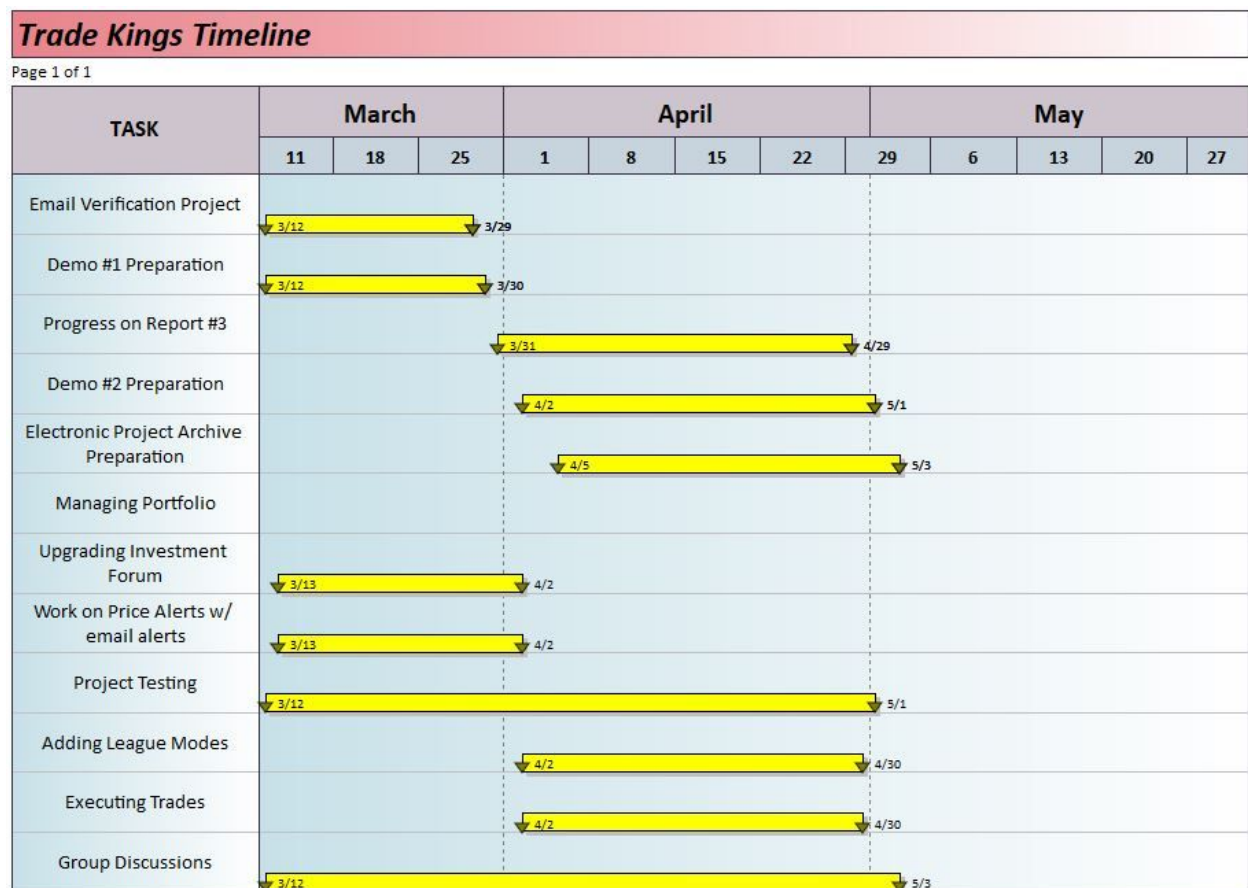 Trade Kings Timeline
Page 1 of 1
TASK March April May
11 18 25 1 8 15 22 29 6 13 20 27
Email Verification Project
3/12 3/29
Demo #1 Preparation
3/12 3/30
Progress on Report #3
3/31 4/29
Demo #2 Preparation
4/2 5/1
Electronic Project Archive
Preparation
4/5 5/3
Managing Portfolio
Upgrading Investment
Forum
3/13 4/2
Work on Price Alerts w/
email alerts
3/13 4/2
Project Testing
3/12 5/1
Adding League Modes
4/2 4/30
Executing Trades
4/2 4/30
Group Discussions
3/12 5/3